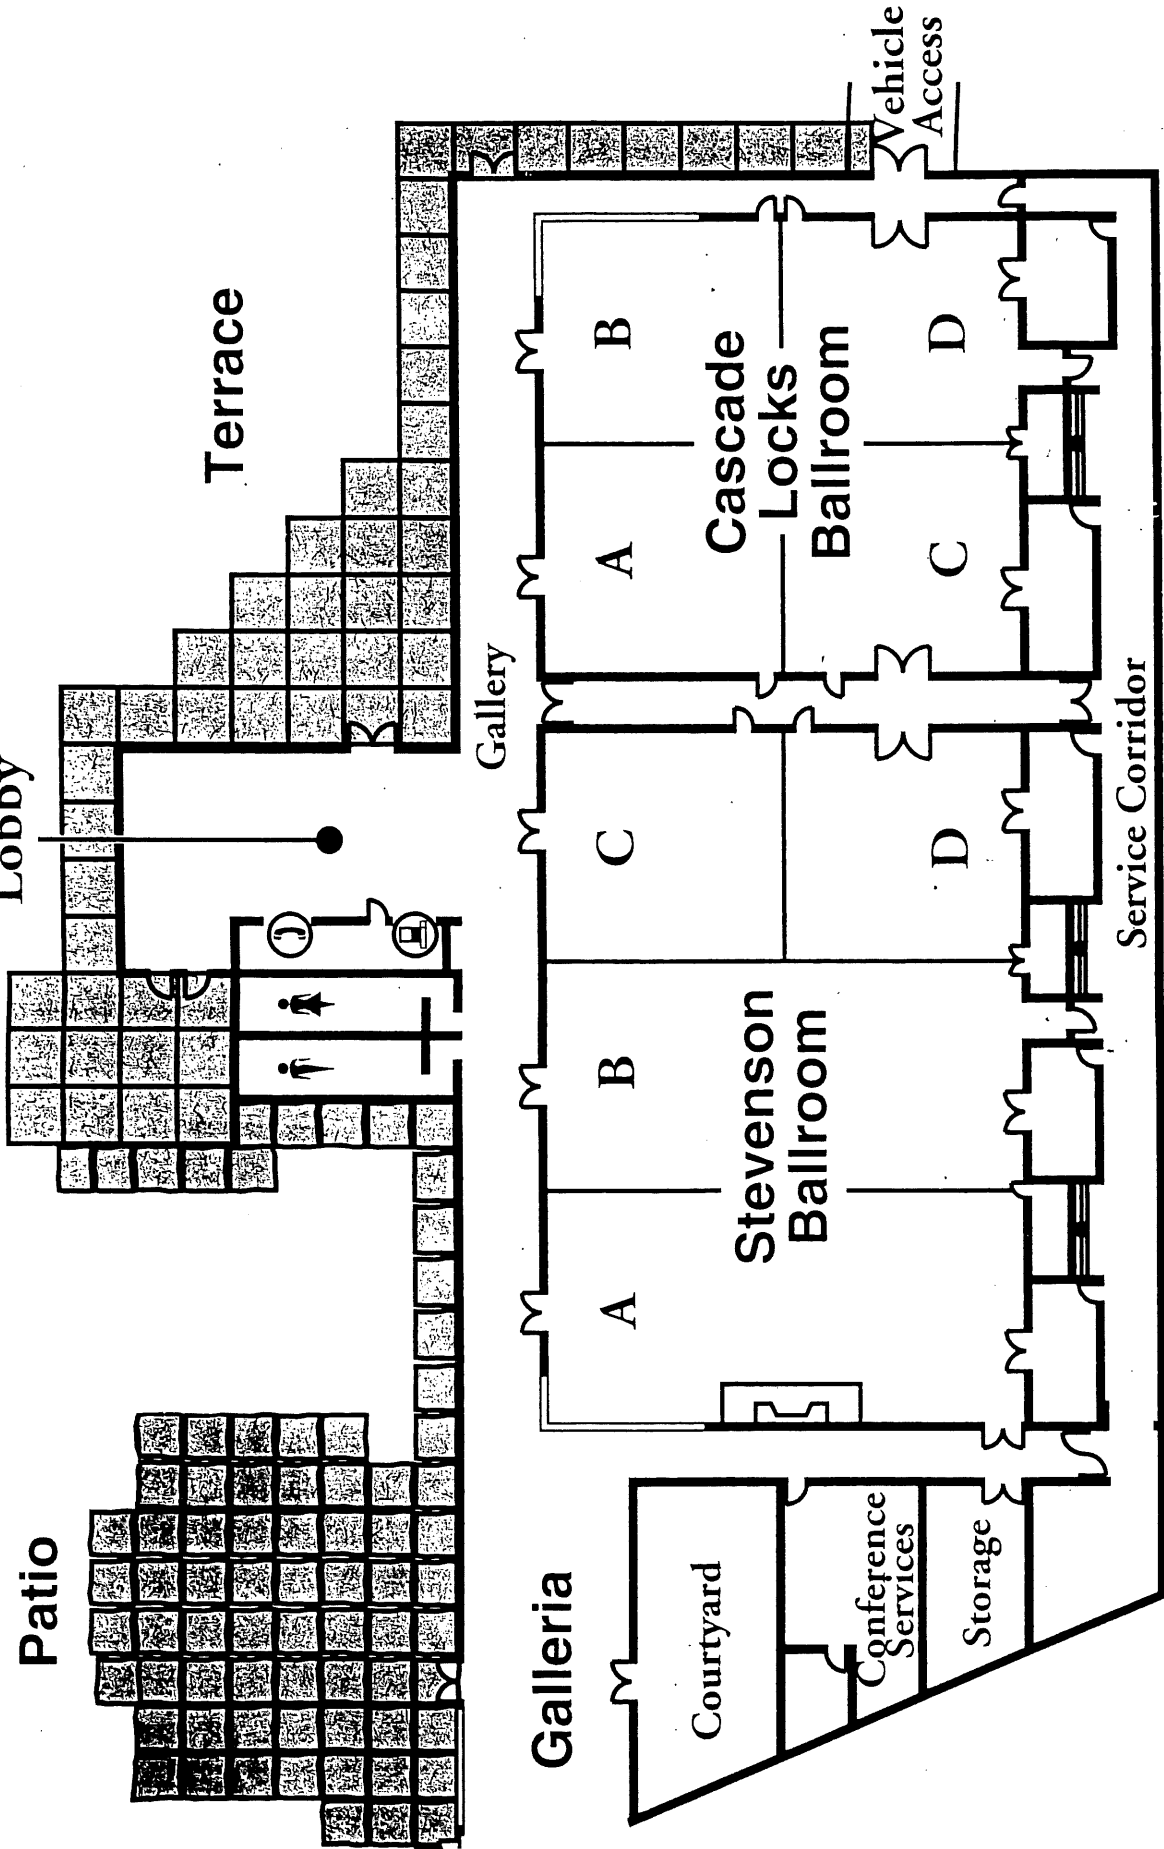 Lobby
Terrace
Patio
Gallery
Galleria
Vehicle
Access
Stevenson
Ballroom
A
B
C
D
Cascade
Locks
Ballroom
A
B
C
D
Courtyard
Conference
Services
Storage
Service Corridor